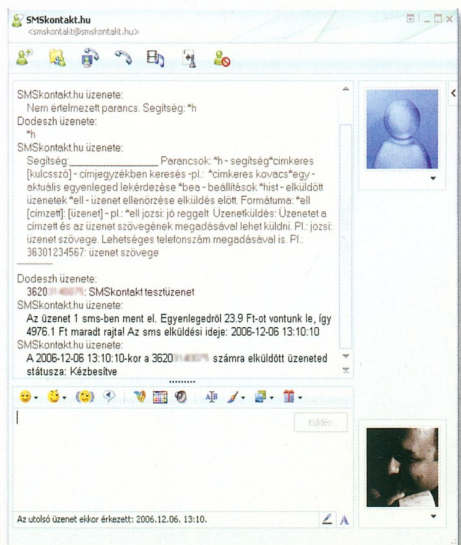 SMSkontakt.hu
<smskontakt@smskontakt.hu>
SMSkontakt.hu üzenete:
Nem értelmezett parancs. Segítség: *h
Dodeszh üzenete:
*h
SMSkontakt.hu üzenete:
Segítség ____________________ Parancsok: *h - segítség*cimkeres
[kulcsszó] - címjegyzékben keresés -pl.: *cimkeres kovacs*egy -
aktuális egyenleged lekérdezése *bea - beállítások *hist - elküldött
üzenetek *ell - üzenet ellenőrzése elküldés előtt. Formátuma: *ell
[címzett]: [üzenet] - pl.: *ell jozsi: jó reggelt Üzenetküldés: Üzenetet a
címzett és az üzenet szövegének megadásával lehet küldni. Pl.: jozsi:
üzenet szövege. Lehetséges telefonszám megadásával is. Pl.:
36301234567: üzenet szövege
Dodeszh üzenete:
3620 : SMSkontakt tesztüzenet
SMSkontakt.hu üzenete:
Az üzenet 1 sms-ben ment el. Egyenlegedről 23.9 Ft-ot vontunk le, így
4976.1 Ft maradt rajta! Az sms elküldési ideje: 2006-12-06 13:10:10
SMSkontakt.hu üzenete:
A 2006-12-06 13:10:10-kor a 3620 számra elküldött üzeneted
státusza: Kézbesítve
Küldés
Az utolsó üzenet ekkor érkezett: 2006.12.06. 13:10.